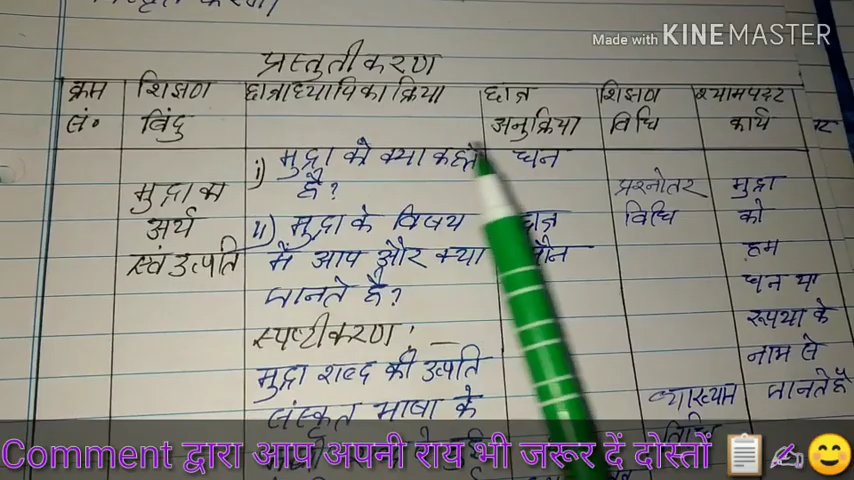 Made with KINEMASTER
प्रस्तुतीकरण
क्रम सं॰ शिक्षण बिंदु छात्राध्यापिका क्रिया छात्र अनुक्रिया शिक्षण विधि श्यामपट्ट कार्य
मुद्रा का
अर्थ
एवं उत्पति
i) मुद्रा को क्या कहते
है?
ii) मुद्रा के विषय
में आप और क्या
जानते है?
स्पष्टीकरण : —
मुद्रा शब्द की उत्पति
संस्कृत भाषा के
धन
छात्र
मौन
प्रश्नोतर
विधि
व्याख्यान
विधि
मुद्रा
को
हम
धन या
रूपया के
नाम से
जानते है
Comment द्वारा आप अपनी राय भी जरूर दें दोस्तों 📋✍😊